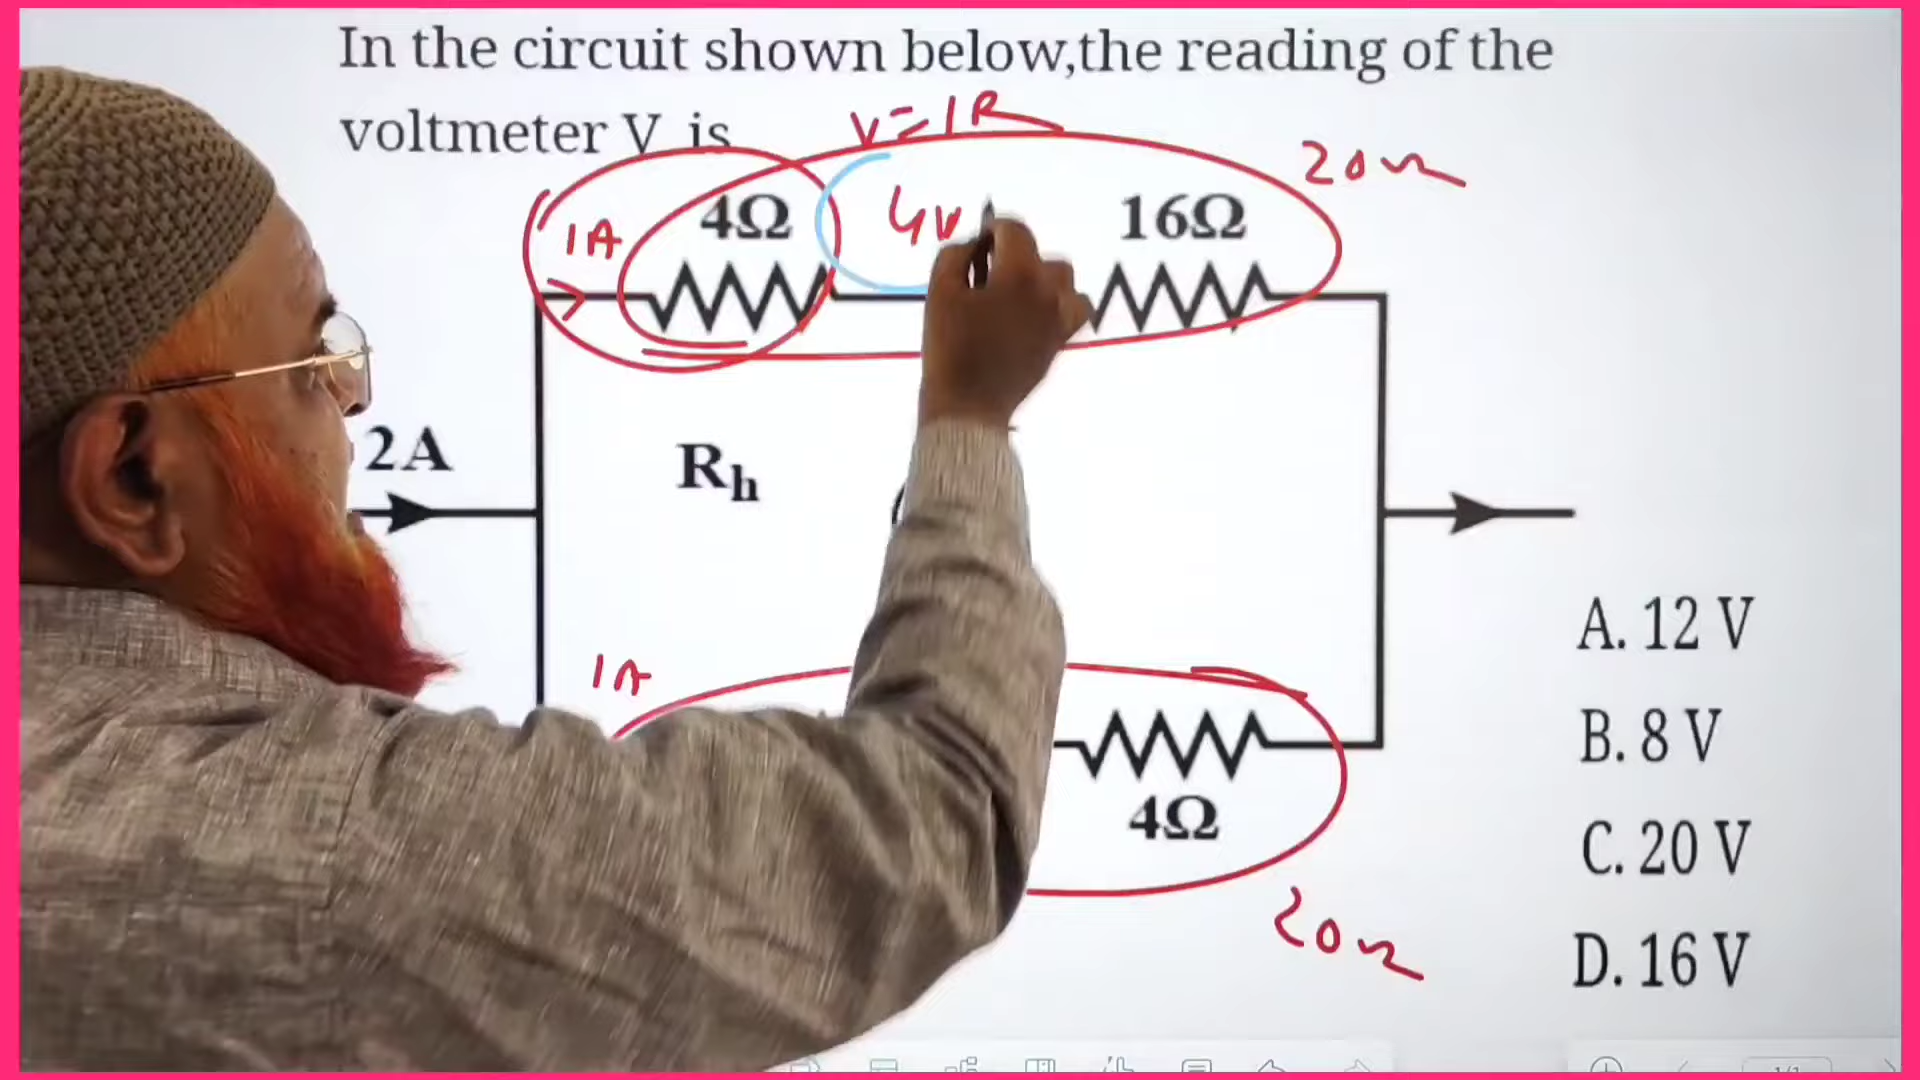 In the circuit shown below,the reading of the
voltmeter V is
V=IR
20Ω
1A
4Ω
4V
16Ω
2A
Rh
1A
4Ω
20Ω
A. 12 V
B. 8 V
C. 20 V
D. 16 V